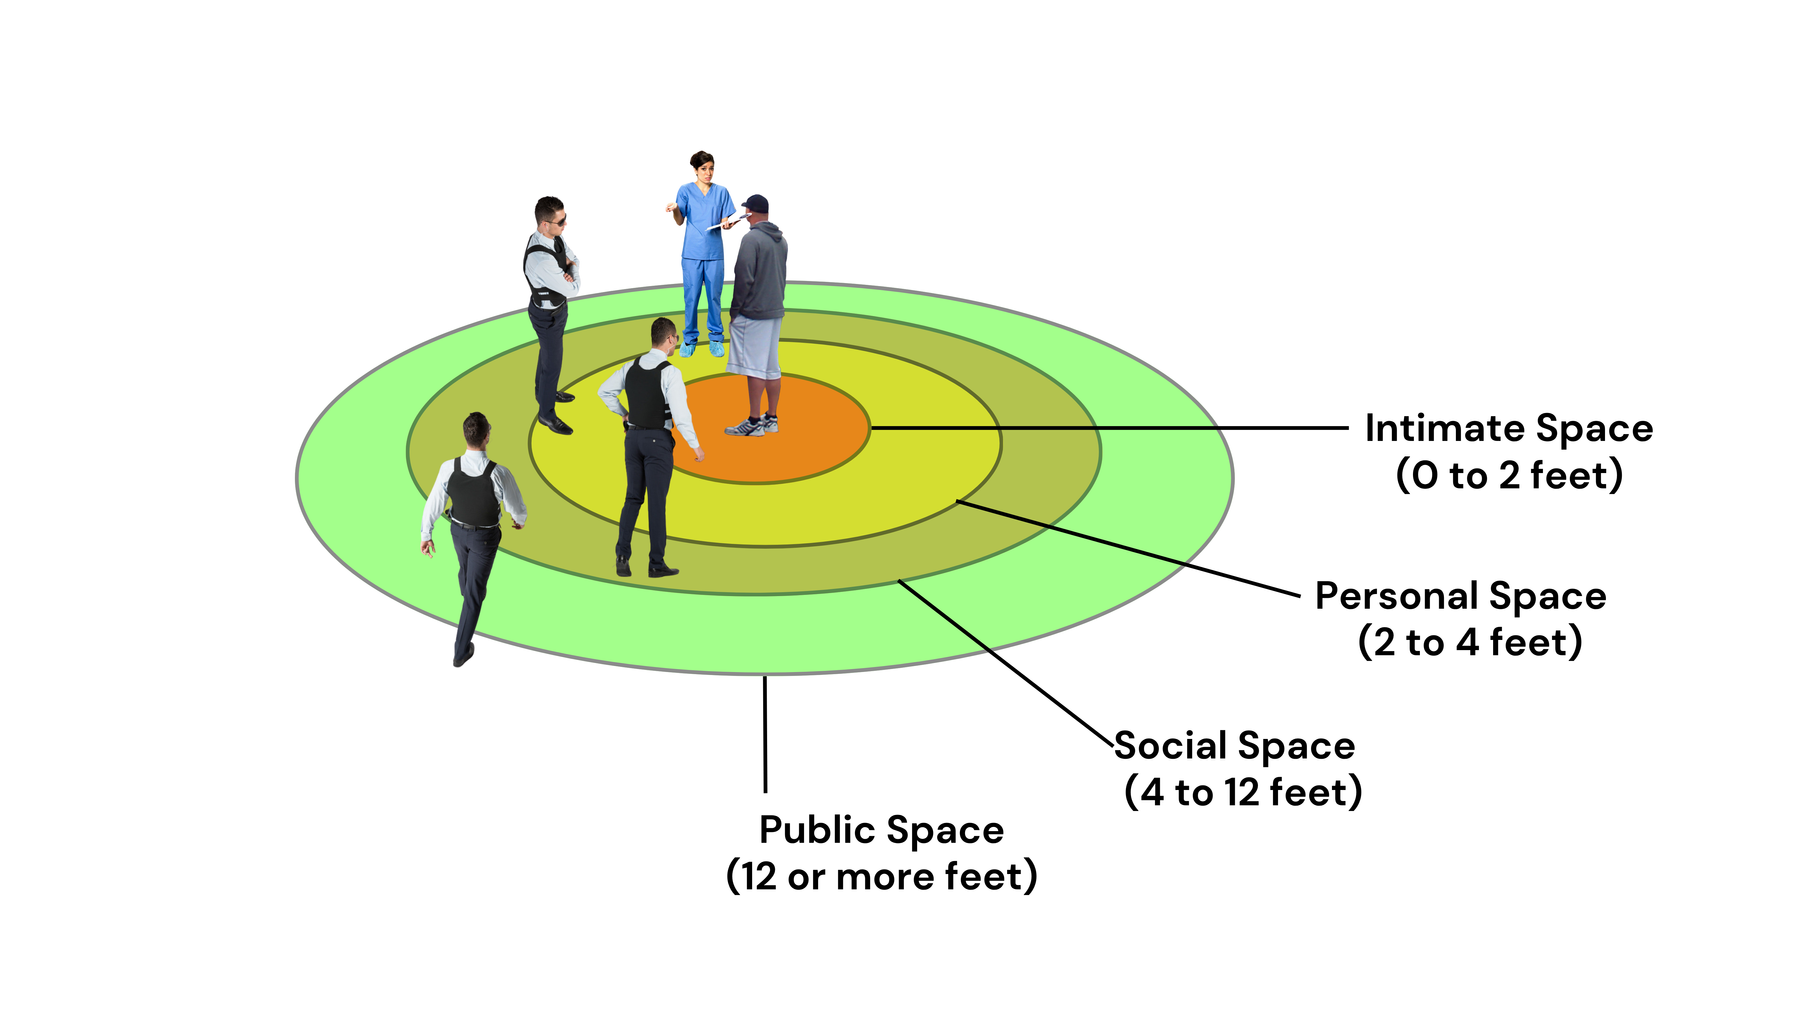 Intimate Space
(0 to 2 feet)
Personal Space
(2 to 4 feet)
Social Space
(4 to 12 feet)
Public Space
(12 or more feet)